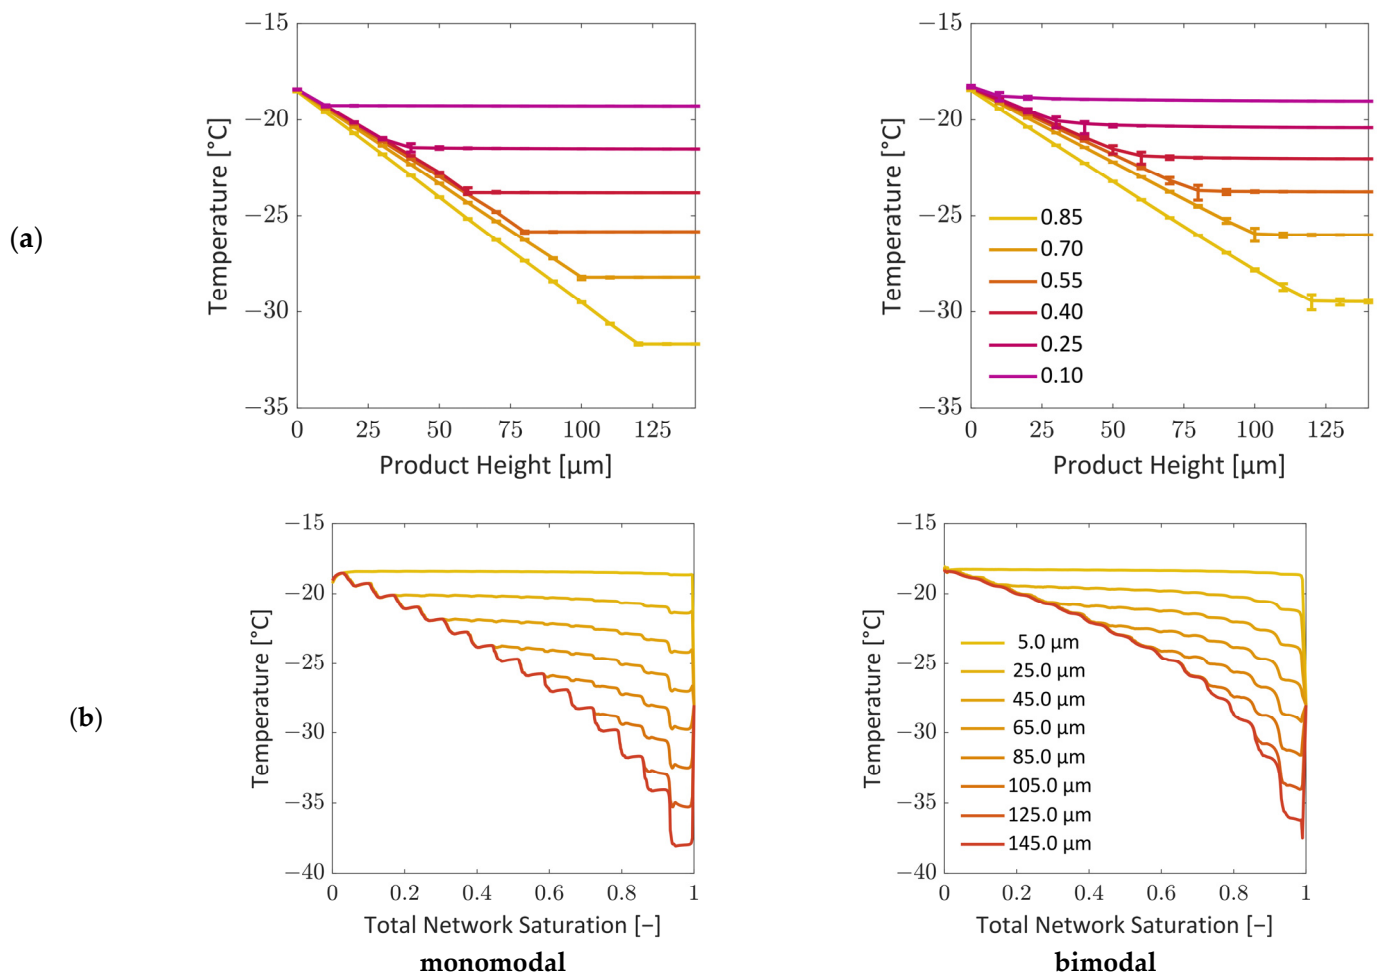 (a)
−15
−20
−25
−30
−35
Temperature [°C]
0 25 50 75 100 125
Product Height [µm]
−15
−20
−25
−30
−35
Temperature [°C]
0.85
0.70
0.55
0.40
0.25
0.10
0 25 50 75 100 125
Product Height [µm]
(b)
−15
−20
−25
−30
−35
−40
Temperature [°C]
0 0.2 0.4 0.6 0.8 1
Total Network Saturation [−]
monomodal
−15
−20
−25
−30
−35
−40
Temperature [°C]
5.0 µm
25.0 µm
45.0 µm
65.0 µm
85.0 µm
105.0 µm
125.0 µm
145.0 µm
0 0.2 0.4 0.6 0.8 1
Total Network Saturation [−]
bimodal